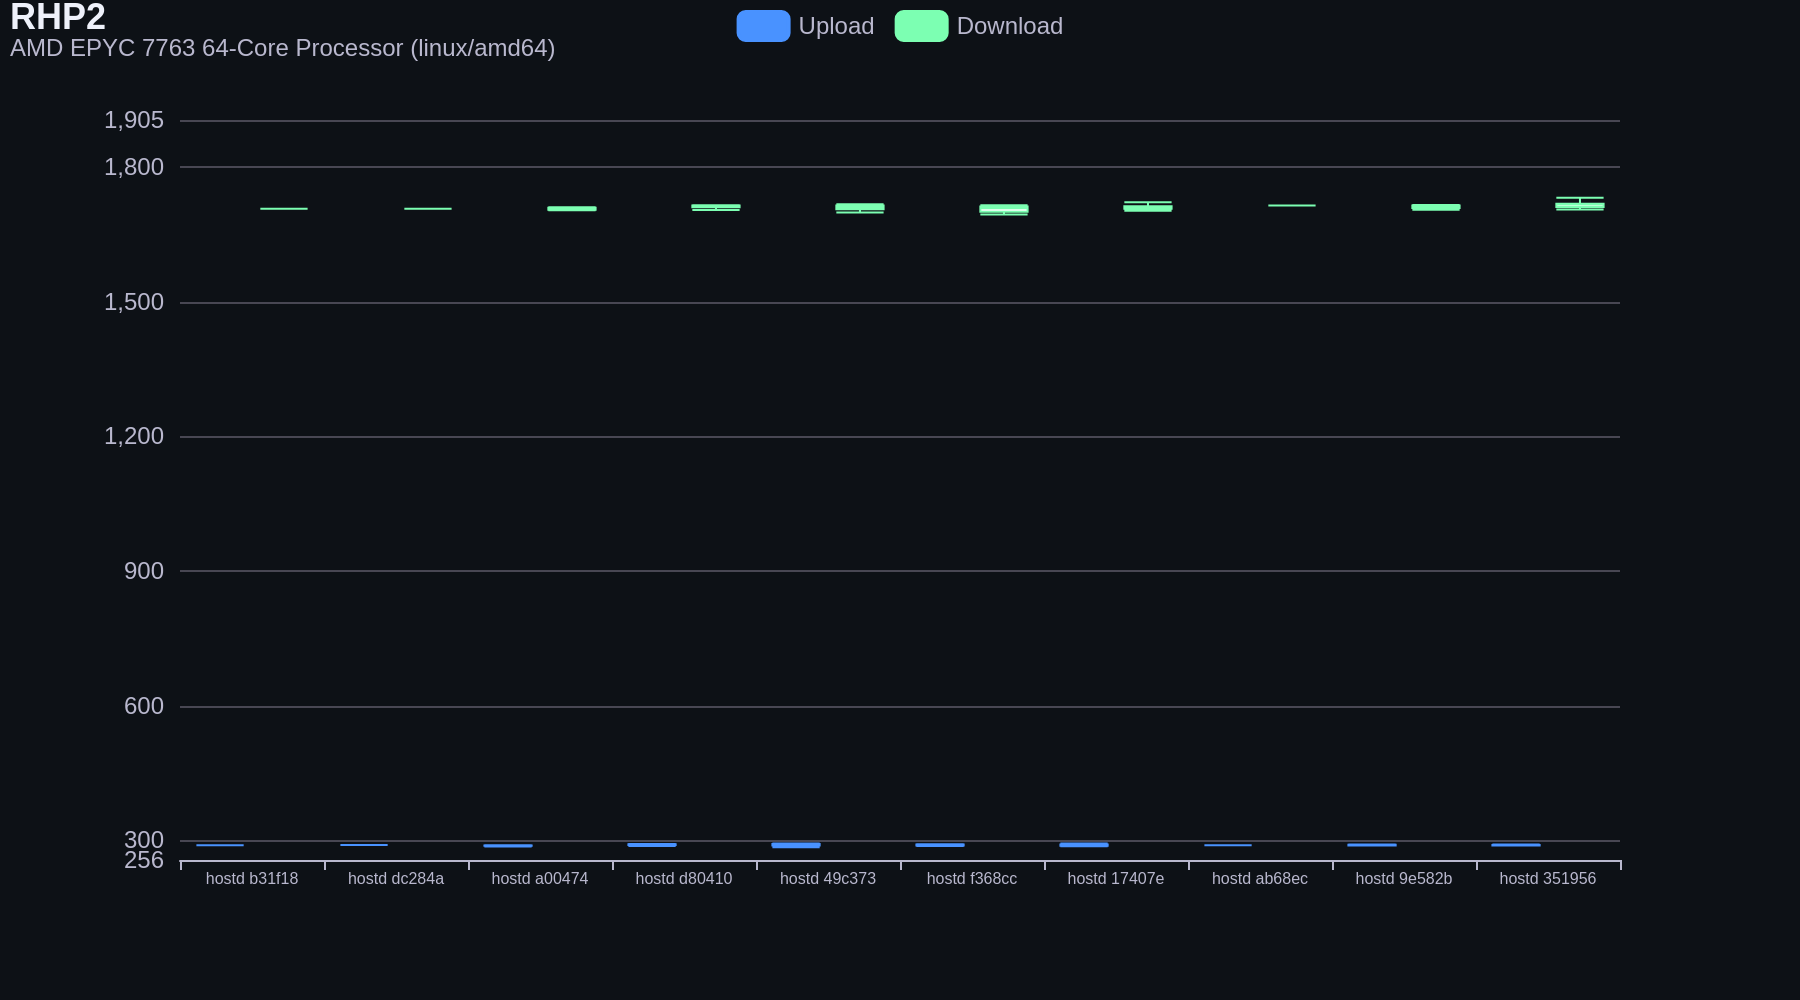 RHP2
AMD EPYC 7763 64-Core Processor (linux/amd64)
Upload
Download
1,905
1,800
1,500
1,200
900
600
300
256
hostd b31f18
hostd dc284a
hostd a00474
hostd d80410
hostd 49c373
hostd f368cc
hostd 17407e
hostd ab68ec
hostd 9e582b
hostd 351956